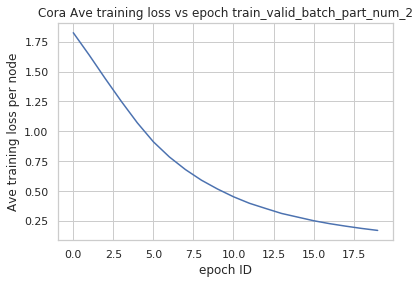 Cora Ave training loss vs epoch train_valid_batch_part_num_2
Ave training loss per node
1.75
1.50
1.25
1.00
0.75
0.50
0.25
0.0 2.5 5.0 7.5 10.0 12.5 15.0 17.5
epoch ID